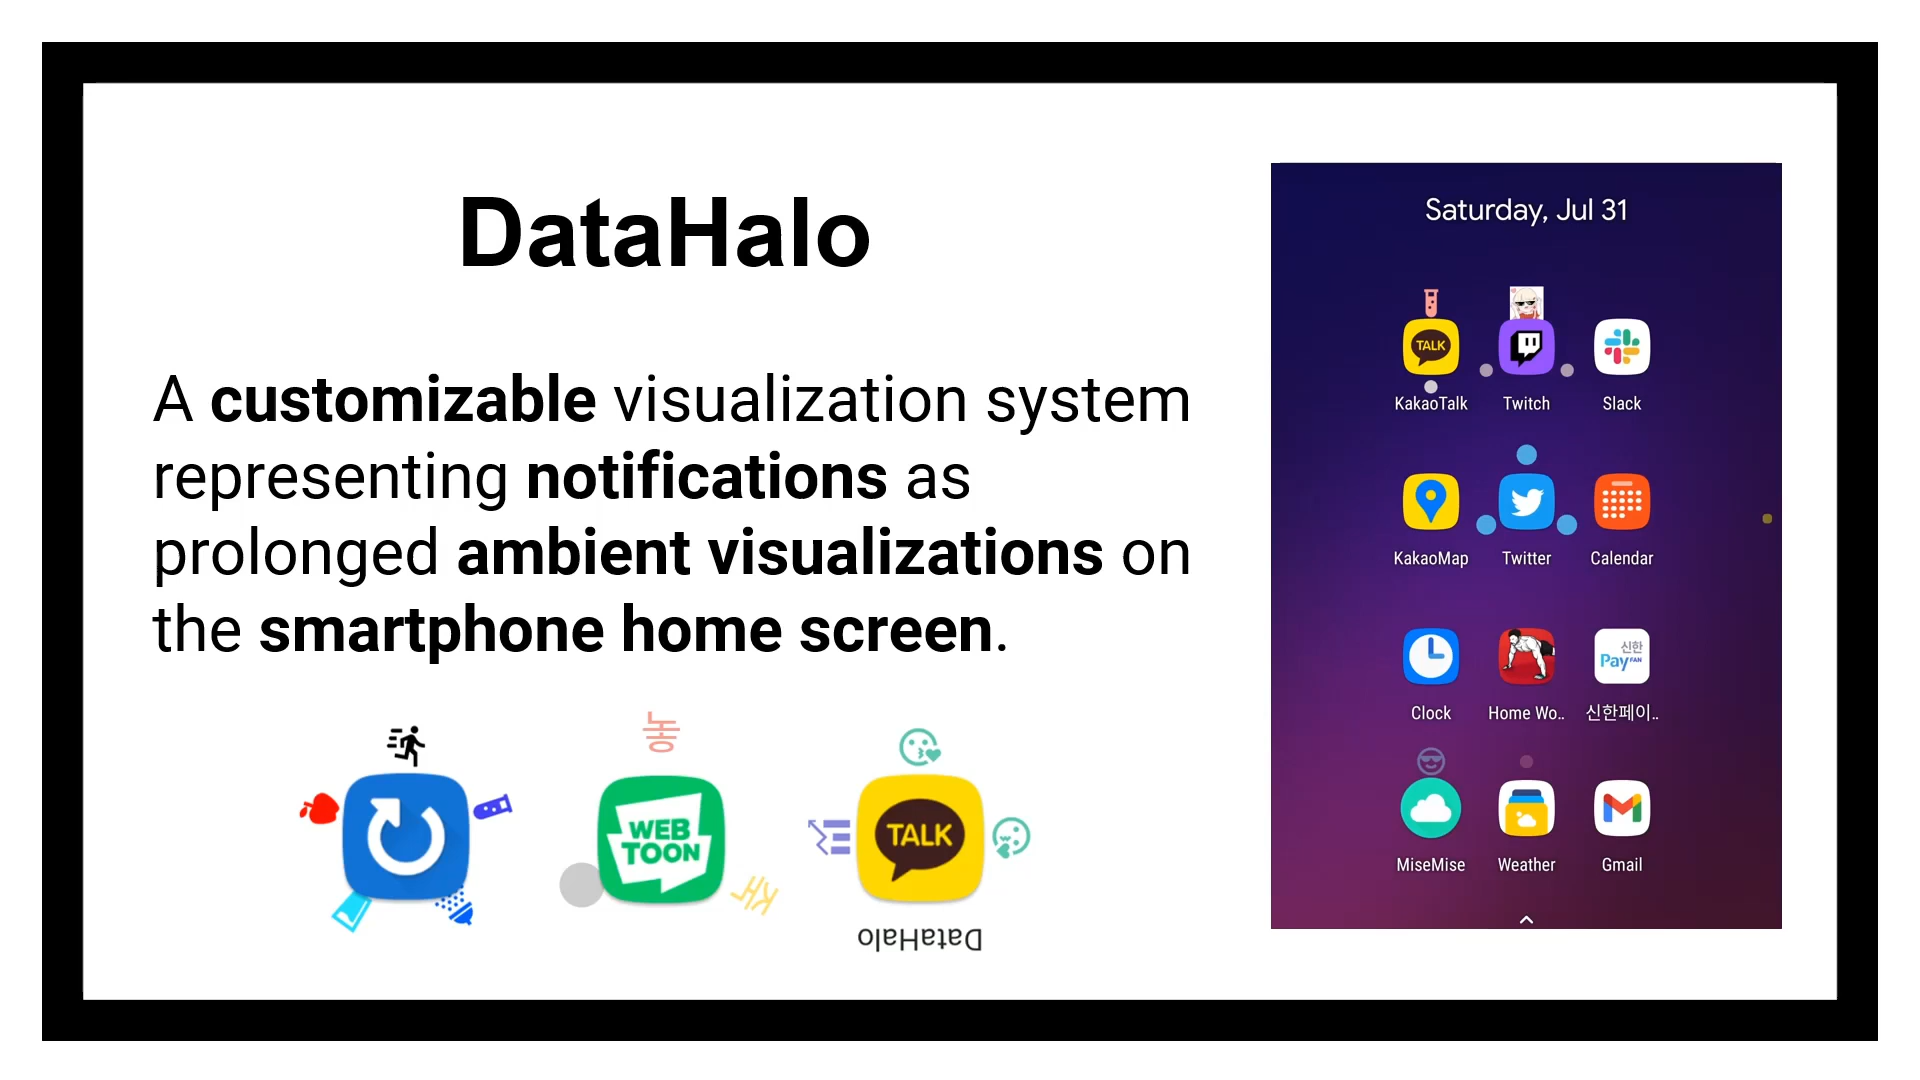 DataHalo
A customizable visualization system
representing notifications as
prolonged ambient visualizations on
the smartphone home screen.
농
WEB
TOON
TALK
DataHalo
Saturday, Jul 31
TALK
KakaoTalk Twitch Slack
KakaoMap Twitter Calendar
신한
Pay FAN
Clock Home Wo.. 신한페이..
MiseMise Weather Gmail